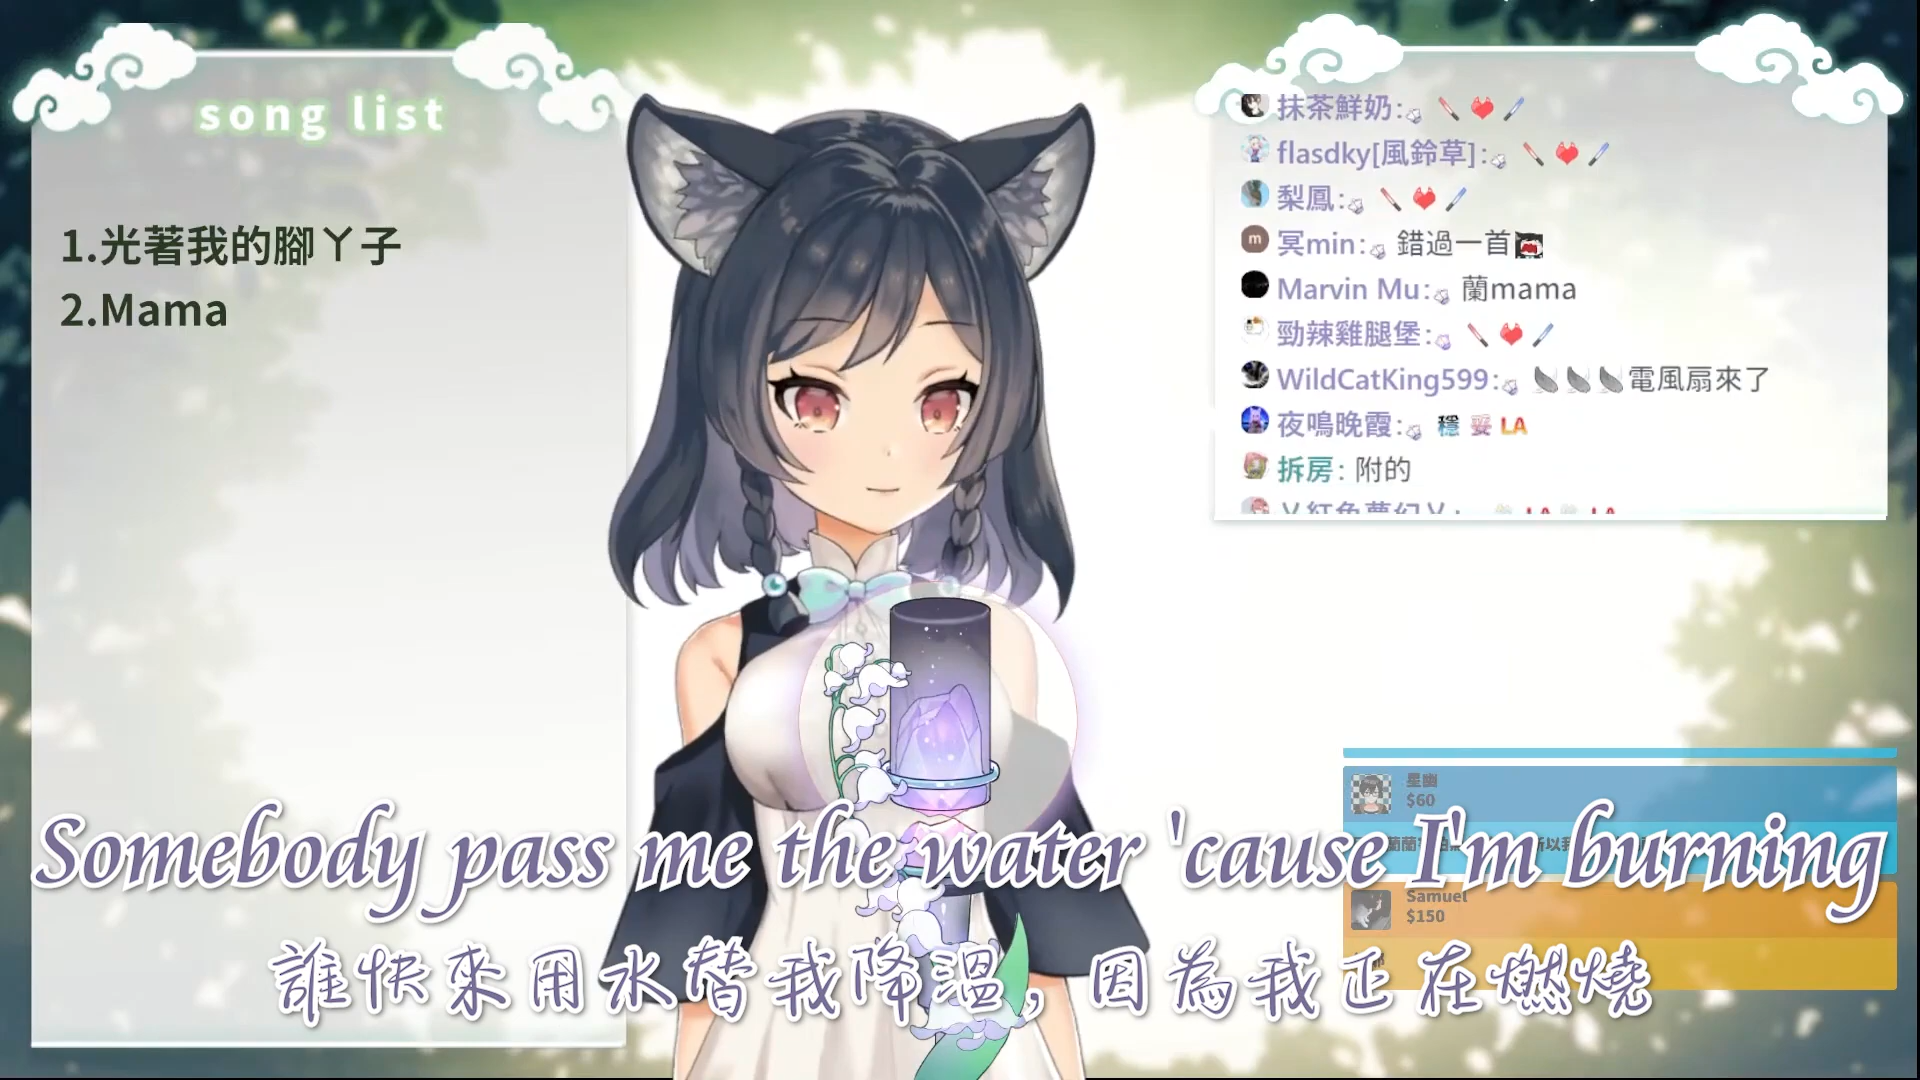 song list
1.光著我的腳丫子
2.Mama
抹茶鮮奶:
flasdky[風鈴草]:
梨鳳:
冥min: 錯過一首
Marvin Mu: 蘭mama
勁辣雞腿堡:
WildCatKing599: 電風扇來了
夜鳴晚霞: 穩 妥 LA
拆房: 附的
星幽
$60
Somebody pass me the water 'cause I'm burning
Samuel
$150
誰快來用水替我降溫，因為我正在燃燒